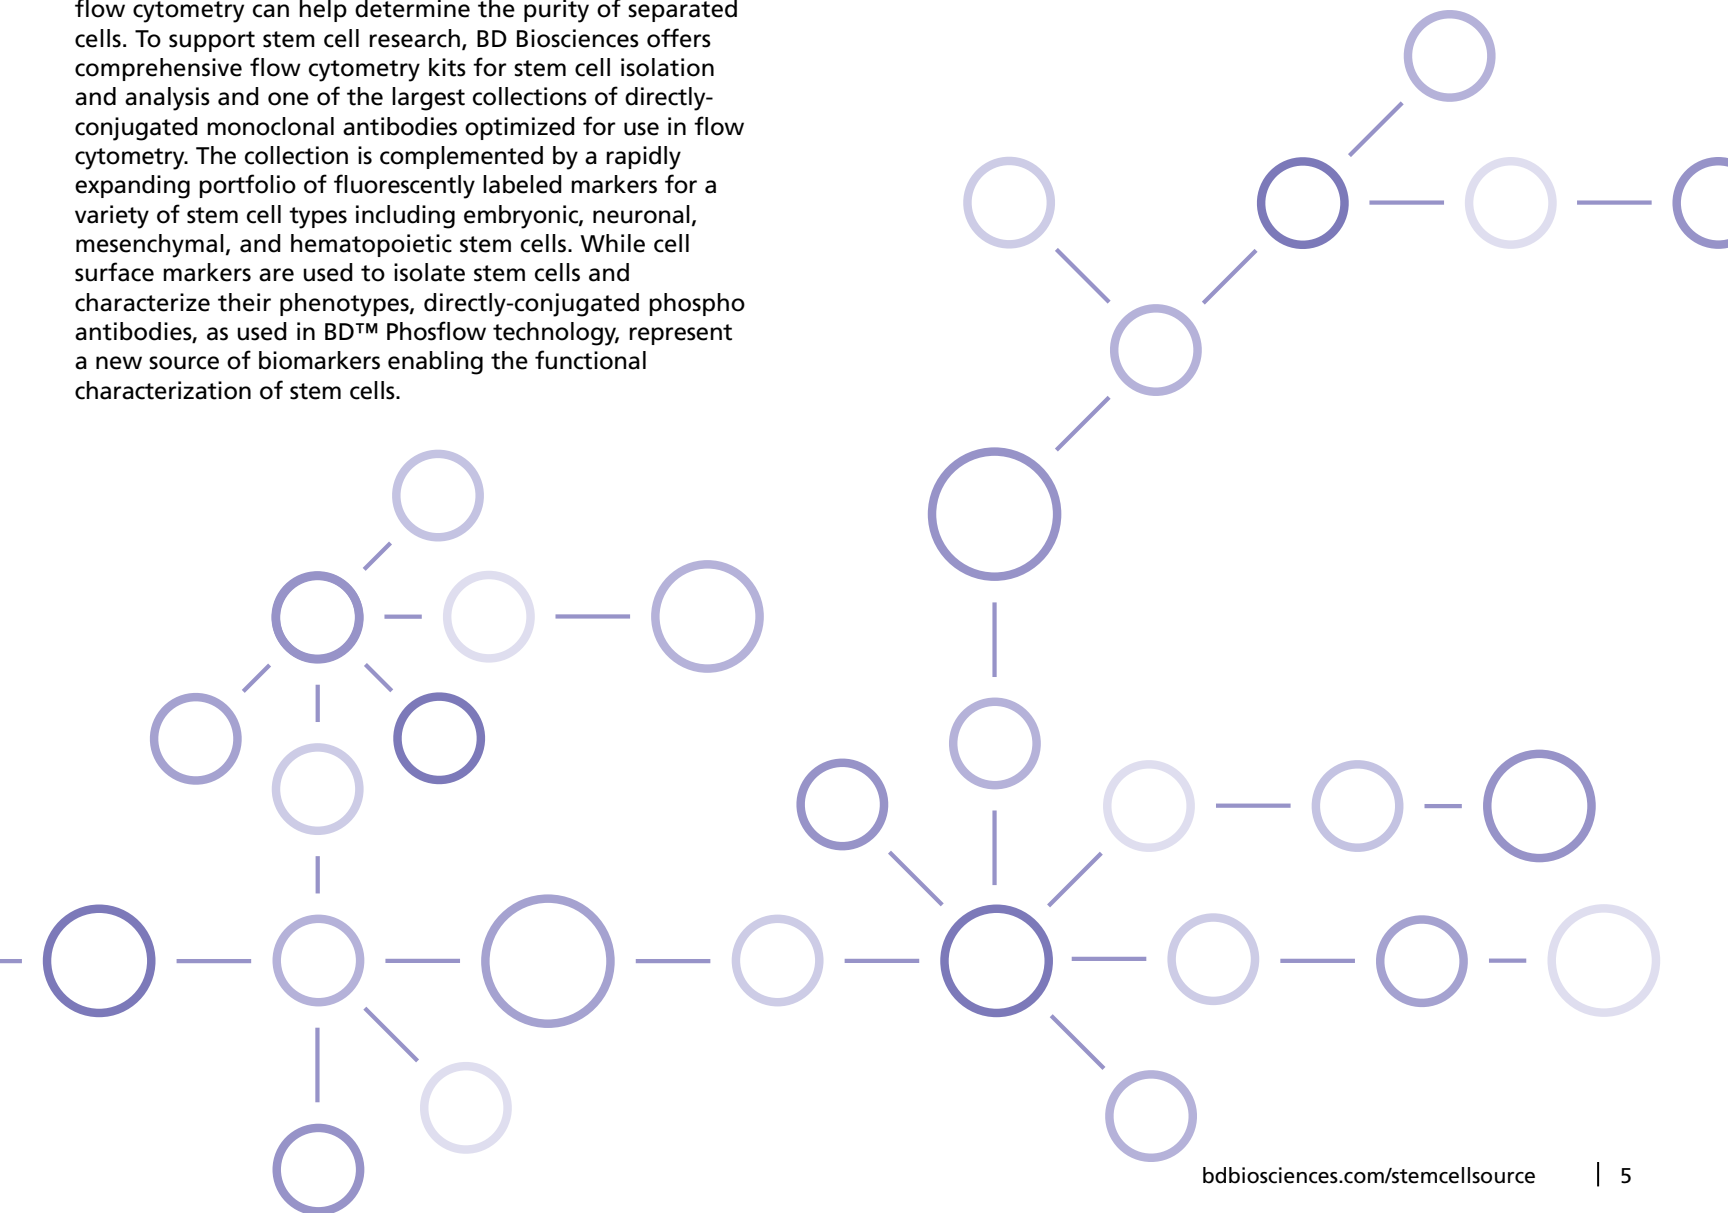 flow cytometry can help determine the purity of separated
cells. To support stem cell research, BD Biosciences offers
comprehensive flow cytometry kits for stem cell isolation
and analysis and one of the largest collections of directly-
conjugated monoclonal antibodies optimized for use in flow
cytometry. The collection is complemented by a rapidly
expanding portfolio of fluorescently labeled markers for a
variety of stem cell types including embryonic, neuronal,
mesenchymal, and hematopoietic stem cells. While cell
surface markers are used to isolate stem cells and
characterize their phenotypes, directly-conjugated phospho
antibodies, as used in BD™ Phosflow technology, represent
a new source of biomarkers enabling the functional
characterization of stem cells.
bdbiosciences.com/stemcellsource | 5